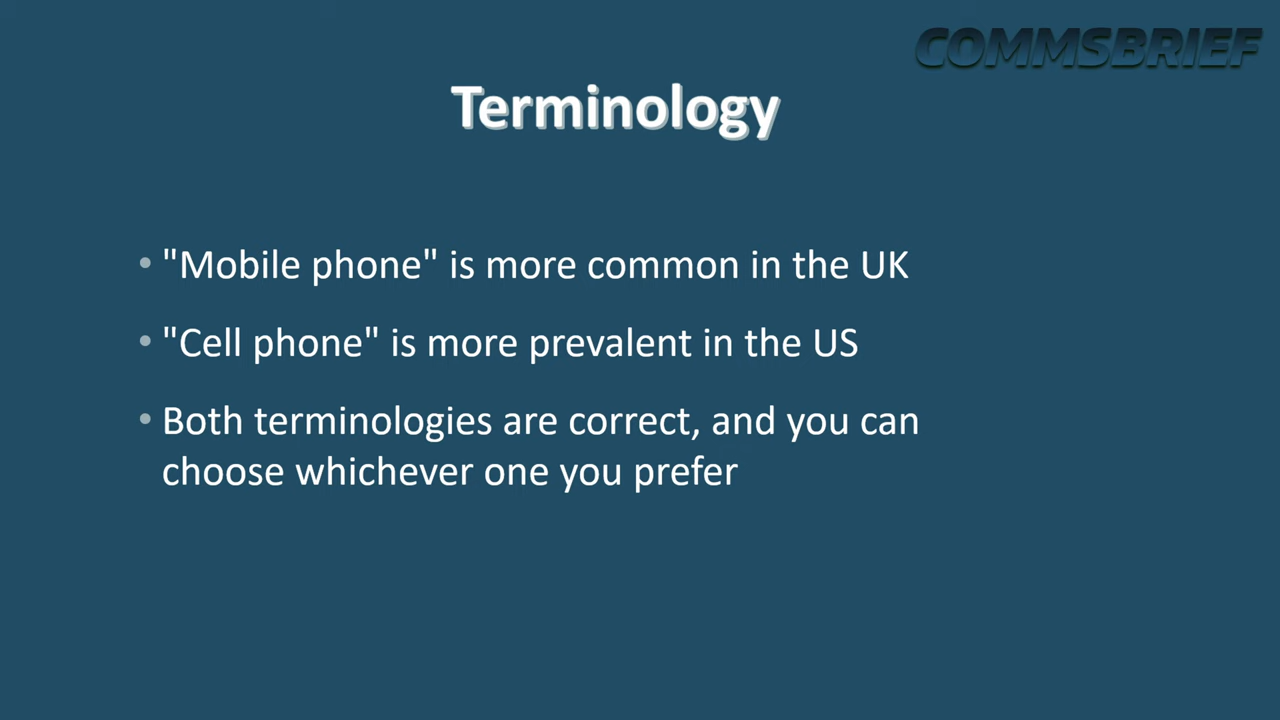 COMMSBRIEF
Terminology
• "Mobile phone" is more common in the UK
• "Cell phone" is more prevalent in the US
• Both terminologies are correct, and you can
choose whichever one you prefer